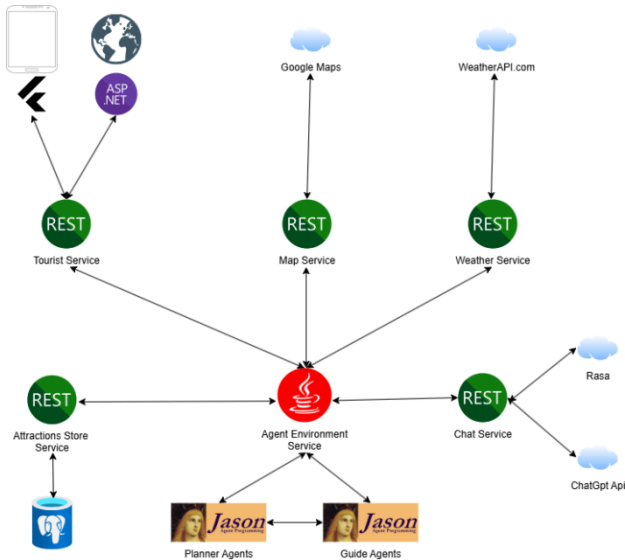 ASP
.NET
Google Maps
WeatherAPI.com
REST
REST
REST
Tourist Service
Map Service
Weather Service
Rasa
REST
REST
Attractions Store
Service
Agent Environment
Service
Chat Service
ChatGpt Api
Jason
Agent Programming
Jason
Agent Programming
Planner Agents
Guide Agents